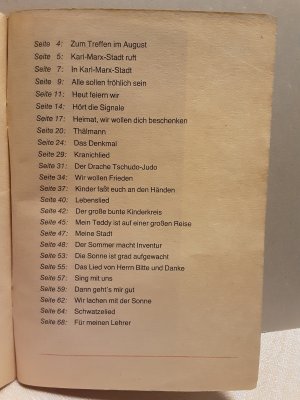 Seite 4: Zum Treffen im August
Seite 5: Karl-Marx-Stadt ruft
Seite 7: In Karl-Marx-Stadt
Seite 9: Alle sollen fröhlich sein
Seite 11: Heut feiern wir
Seite 14: Hört die Signale
Seite 17: Heimat, wir wollen dich beschenken
Seite 20: Thälmann
Seite 24: Das Denkmal
Seite 28: Kranichlied
Seite 31: Der Drache Tschudo-Judo
Seite 34: Wir wollen Frieden
Seite 37: Kinder faßt euch an den Händen
Seite 40: Lebenslied
Seite 42: Der große bunte Kinderkreis
Seite 45: Mein Teddy ist auf einer großen Reise
Seite 47: Meine Stadt
Seite 48: Der Sommer macht Inventur
Seite 53: Die Sonne ist grad aufgewacht
Seite 55: Das Lied von Herrn Bitte und Danke
Seite 57: Sing mit uns
Seite 59: Dann geht's mir gut
Seite 62: Wir lachen mit der Sonne
Seite 64: Schwatzelied
Seite 68: Für meinen Lehrer